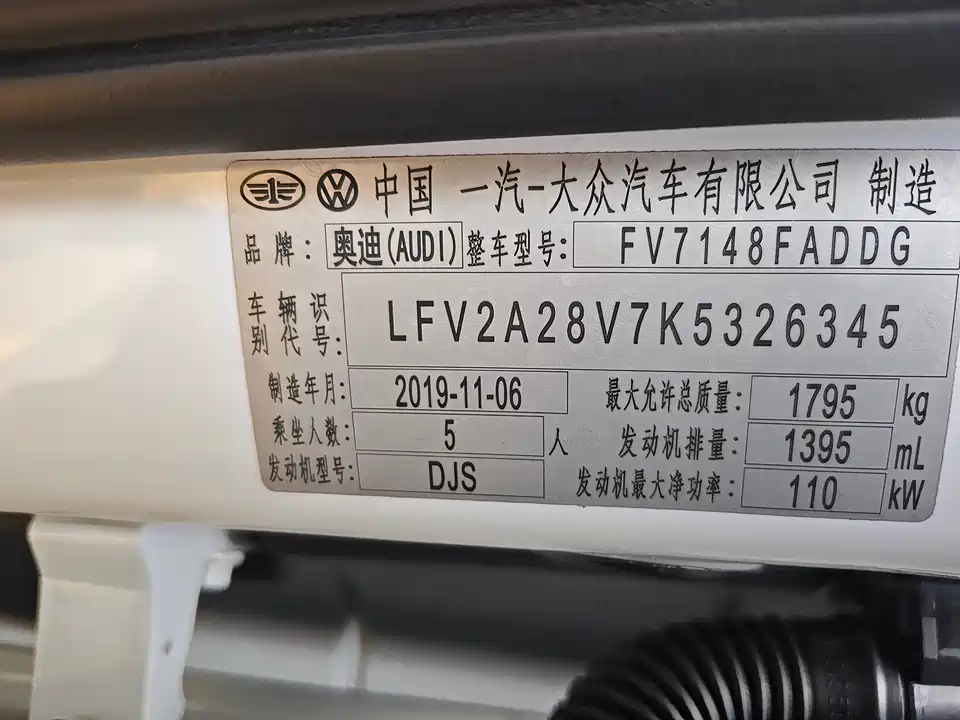 中国 一汽-大众汽车有限公司 制造
品牌: 奥迪(AUDI) 整车型号: FV7148FADDG
车辆识别代号: LFV2A28V7K5326345
制造年月: 2019-11-06 最大允许总质量: 1795 kg
乘坐人数: 5 人 发动机排量: 1395 mL
发动机型号: DJS 发动机最大净功率: 110 kW